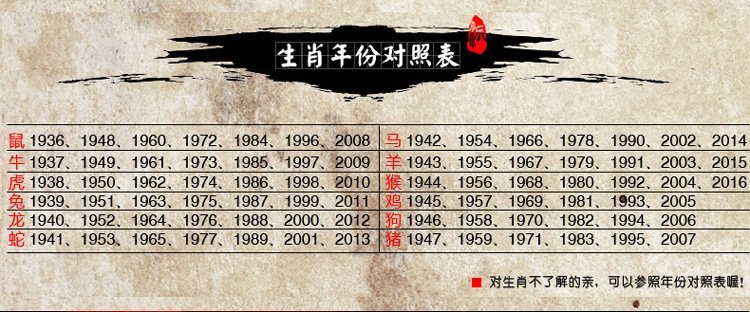 生肖年份对照表
鼠 1936、1948、1960、1972、1984、1996、2008
牛 1937、1949、1961、1973、1985、1997、2009
虎 1938、1950、1962、1974、1986、1998、2010
兔 1939、1951、1963、1975、1987、1999、2011
龙 1940、1952、1964、1976、1988、2000、2012
蛇 1941、1953、1965、1977、1989、2001、2013
马 1942、1954、1966、1978、1990、2002、2014
羊 1943、1955、1967、1979、1991、2003、2015
猴 1944、1956、1968、1980、1992、2004、2016
鸡 1945、1957、1969、1981、1993、2005
狗 1946、1958、1970、1982、1994、2006
猪 1947、1959、1971、1983、1995、2007
对生肖不了解的亲，可以参照年份对照表喔!